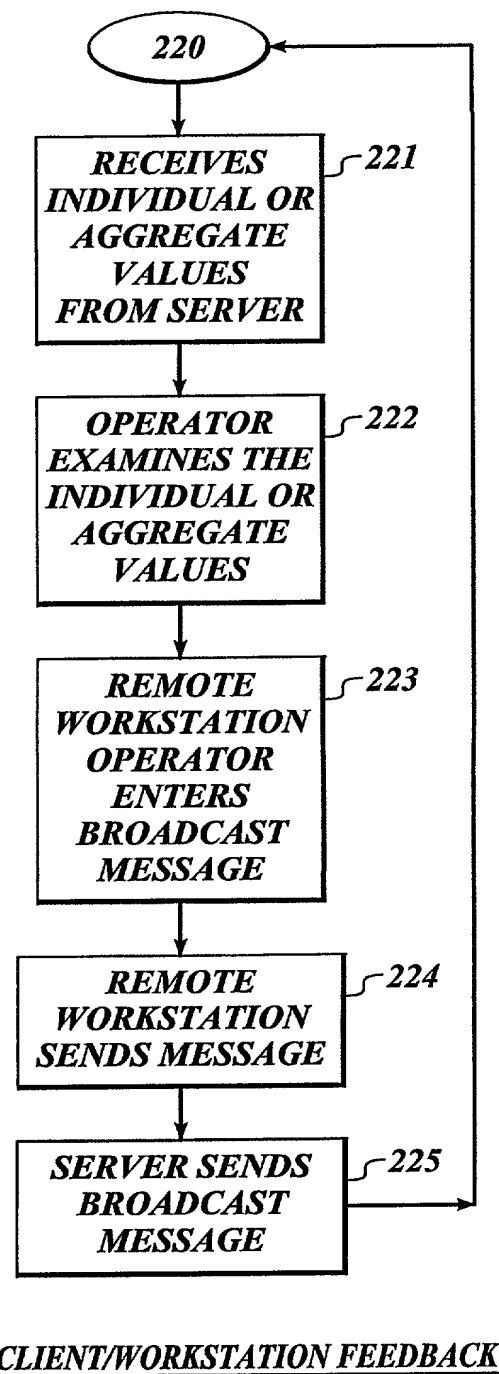 220
RECEIVES
INDIVIDUAL OR
AGGREGATE
VALUES
FROM SERVER
221
OPERATOR
EXAMINES THE
INDIVIDUAL OR
AGGREGATE
VALUES
222
REMOTE
WORKSTATION
OPERATOR
ENTERS
BROADCAST
MESSAGE
223
REMOTE
WORKSTATION
SENDS MESSAGE
224
SERVER SENDS
BROADCAST
MESSAGE
225
CLIENT/WORKSTATION FEEDBACK